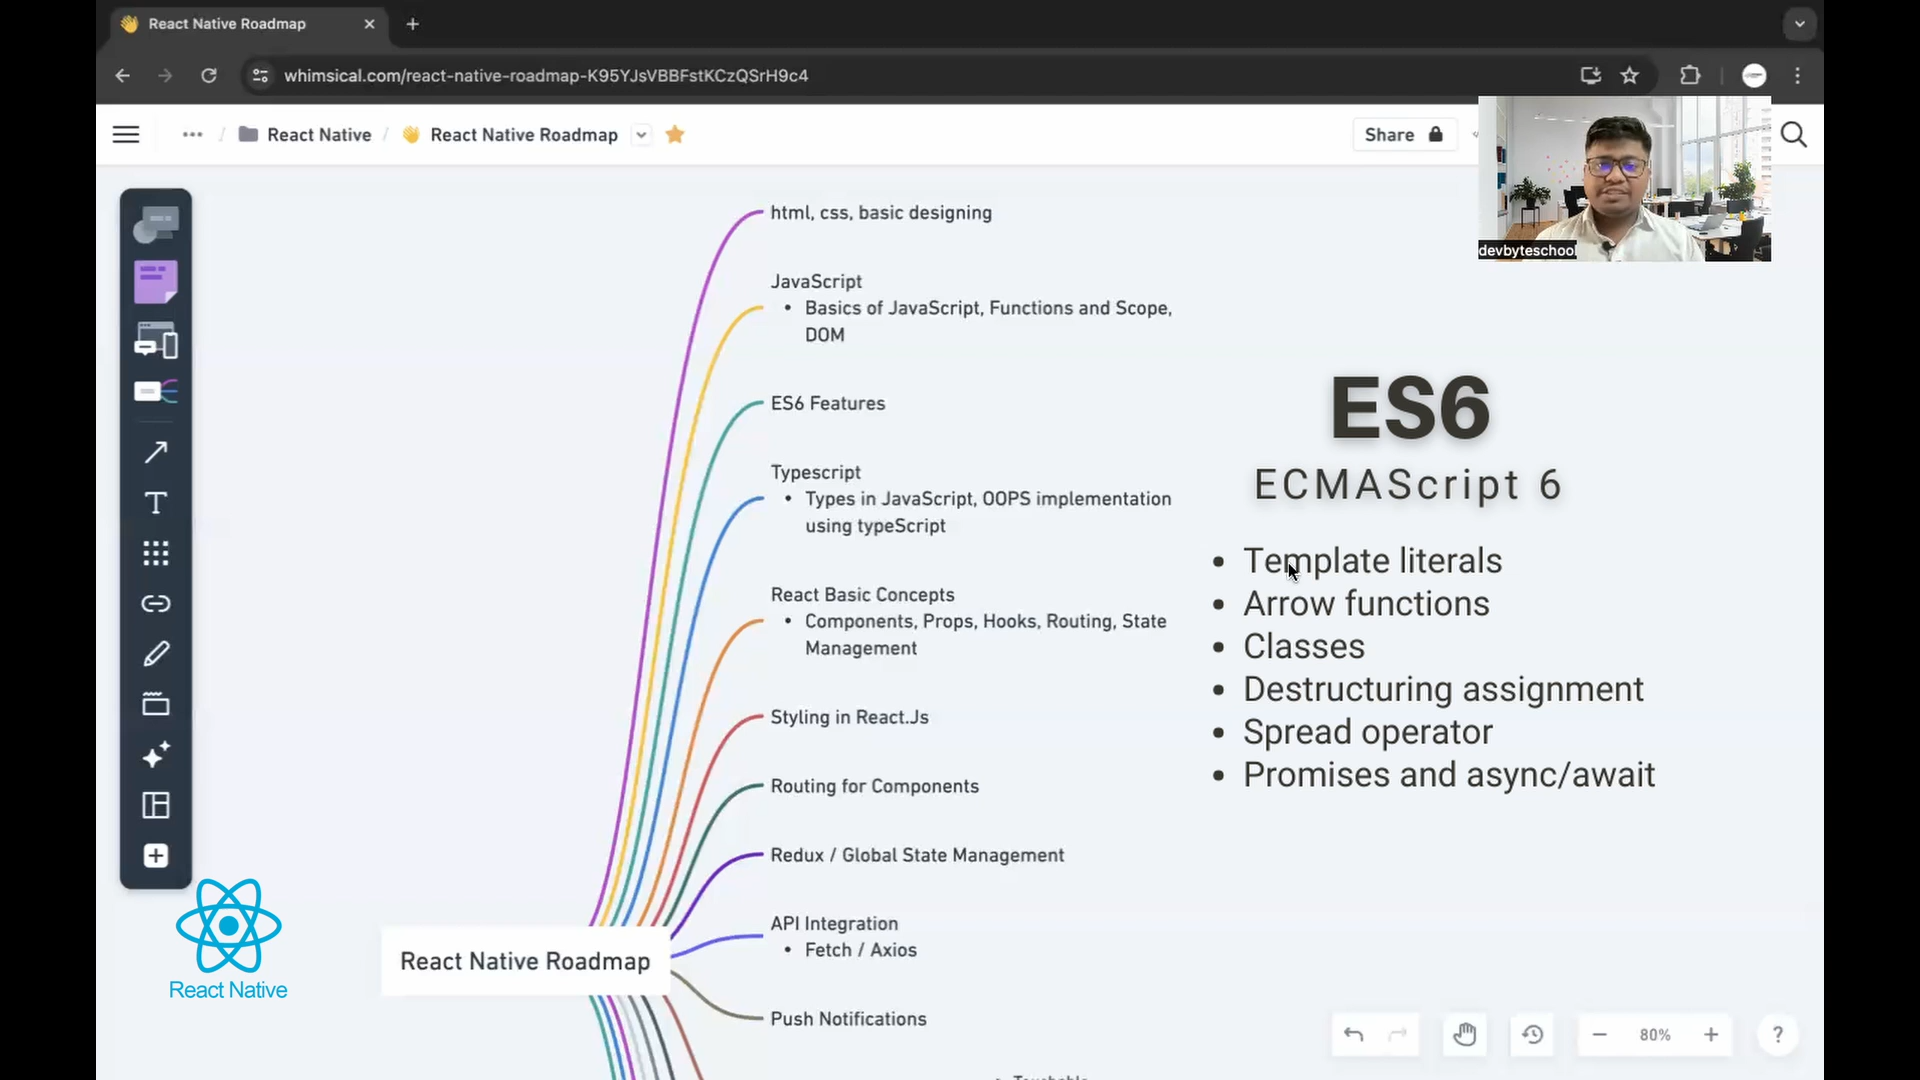 React Native Roadmap
whimsical.com/react-native-roadmap-K95YJsVBBFstKCzQSrH9c4
React Native / React Native Roadmap
Share
devbyteschool
html, css, basic designing
JavaScript
• Basics of JavaScript, Functions and Scope,
DOM
ES6 Features
Typescript
• Types in JavaScript, OOPS implementation
using typeScript
React Basic Concepts
• Components, Props, Hooks, Routing, State
Management
Styling in React.Js
Routing for Components
Redux / Global State Management
API Integration
• Fetch / Axios
Push Notifications
React Native Roadmap
React Native
ES6
ECMAScript 6
• Template literals
• Arrow functions
• Classes
• Destructuring assignment
• Spread operator
• Promises and async/await
80%
?